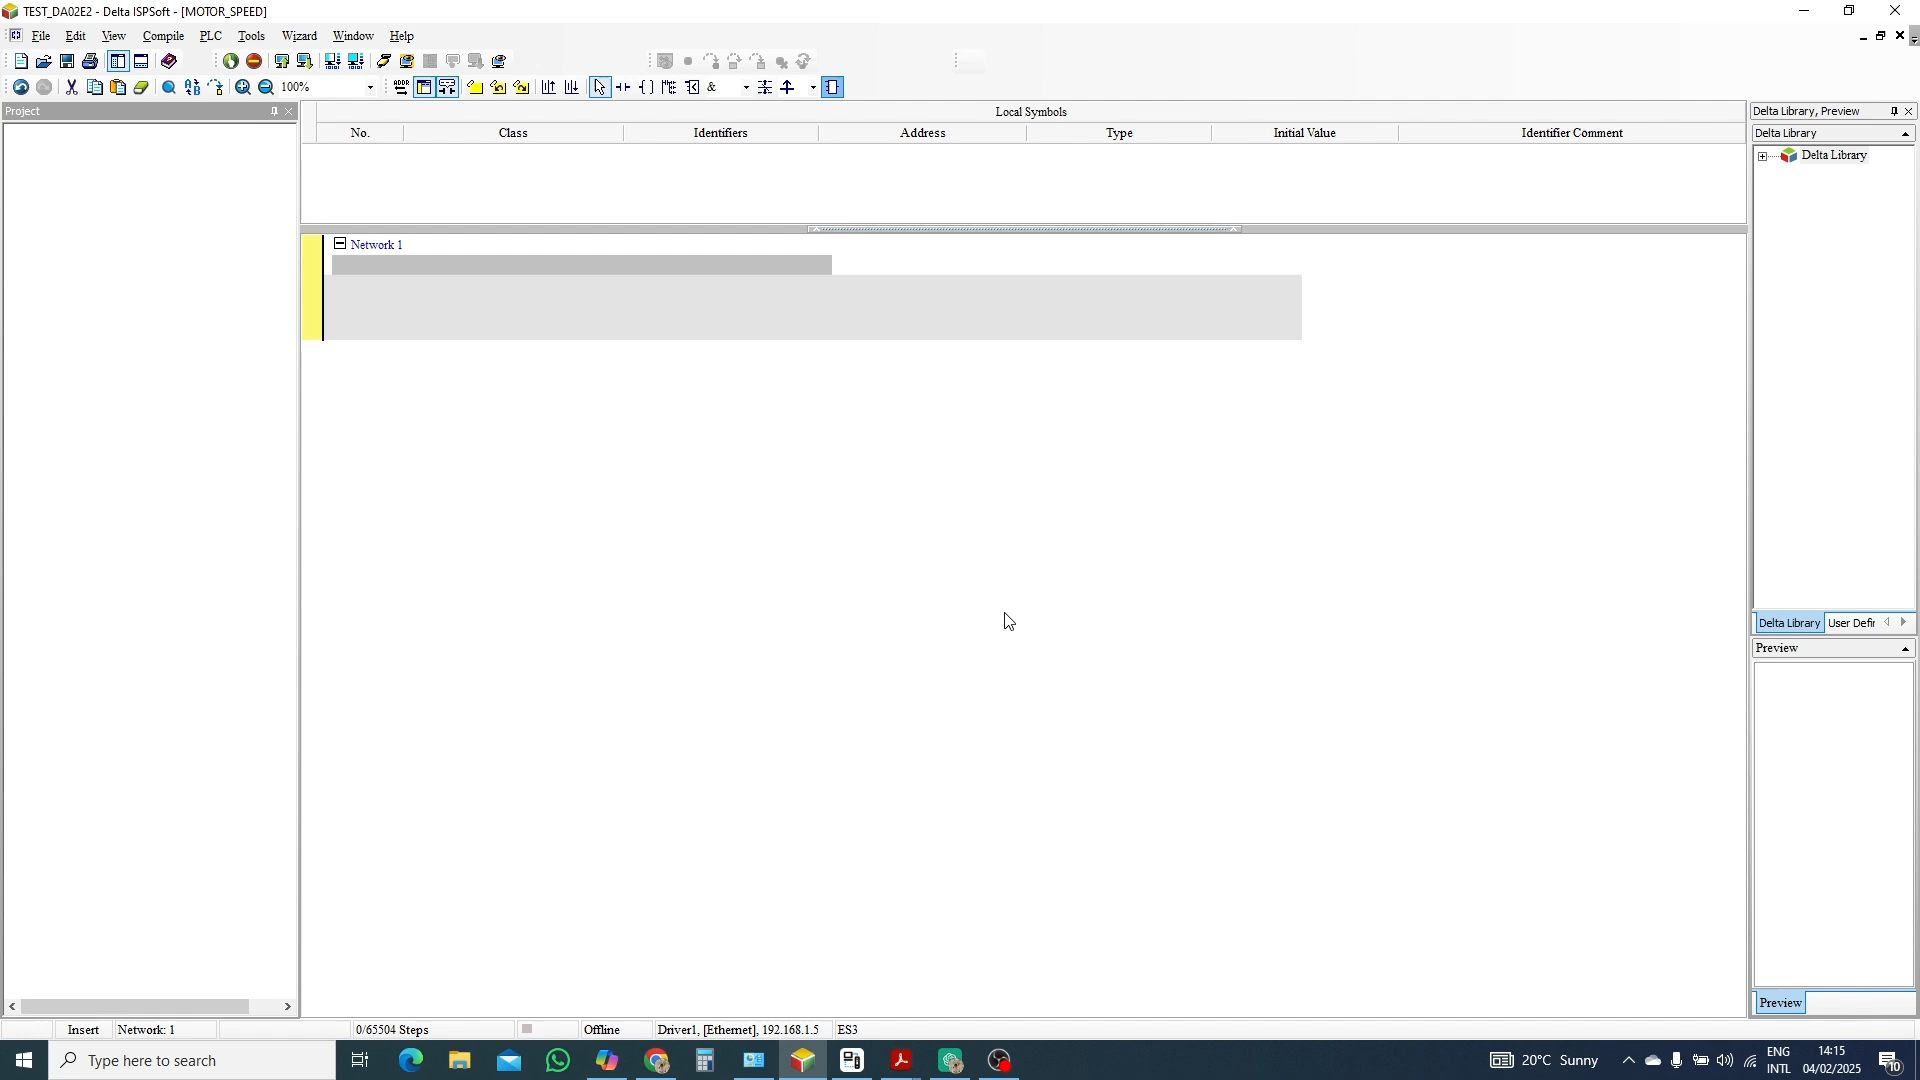 TEST_DA02E2 - Delta ISPSoft - [MOTOR_SPEED]
File Edit View Compile PLC Tools Wizard Window Help
100% ADDR &
Project
Local Symbols
No. Class Identifiers Address Type Initial Value Identifier Comment
Network 1
Delta Library, Preview
Delta Library
Delta Library
Delta Library User Defir
Preview
Preview
Insert Network: 1 0/65504 Steps Offline Driver1, [Ethernet], 192.168.1.5 ES3
Type here to search 20°C Sunny ENG INTL 14:15 04/02/2025 10